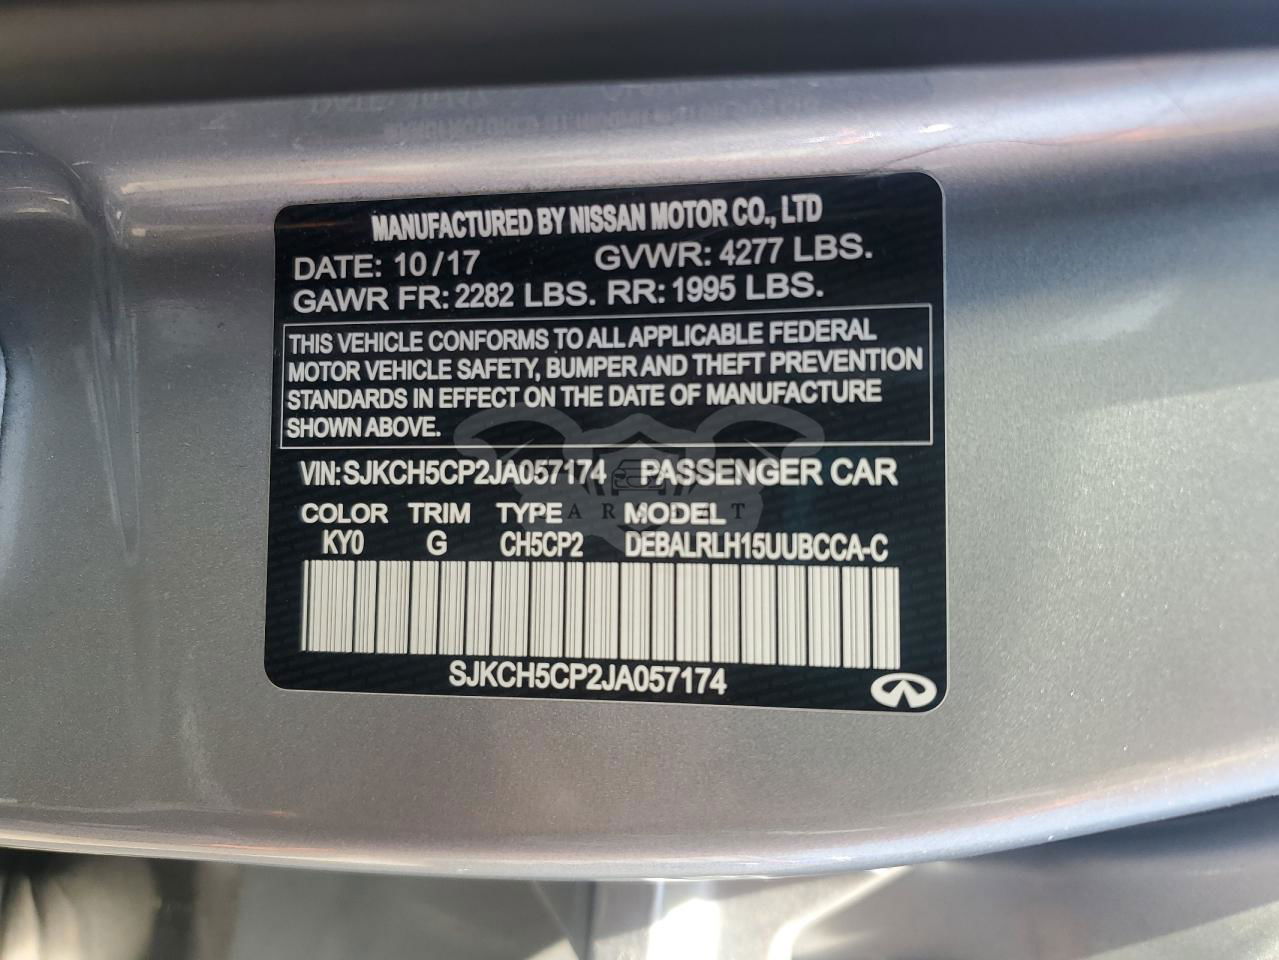 MANUFACTURED BY NISSAN MOTOR CO., LTD
DATE: 10/17 GVWR: 4277 LBS.
GAWR FR: 2282 LBS. RR: 1995 LBS.
THIS VEHICLE CONFORMS TO ALL APPLICABLE FEDERAL
MOTOR VEHICLE SAFETY, BUMPER AND THEFT PREVENTION
STANDARDS IN EFFECT ON THE DATE OF MANUFACTURE
SHOWN ABOVE.
VIN: SJKCH5CP2JA057174 PASSENGER CAR
COLOR TRIM TYPE MODEL
KY0 G CH5CP2 DEBALRLH15UUBCCA-C
SJKCH5CP2JA057174